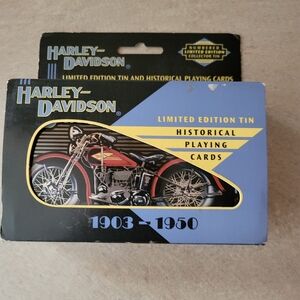 HARLEY-
DAVIDSON®
NUMBERED
LIMITED EDITION
COLLECTOR TIN
LIMITED EDITION TIN AND HISTORICAL PLAYING CARDS
HARLEY-
DAVIDSON®
LIMITED EDITION TIN
HISTORICAL
PLAYING
CARDS
1903 – 1950